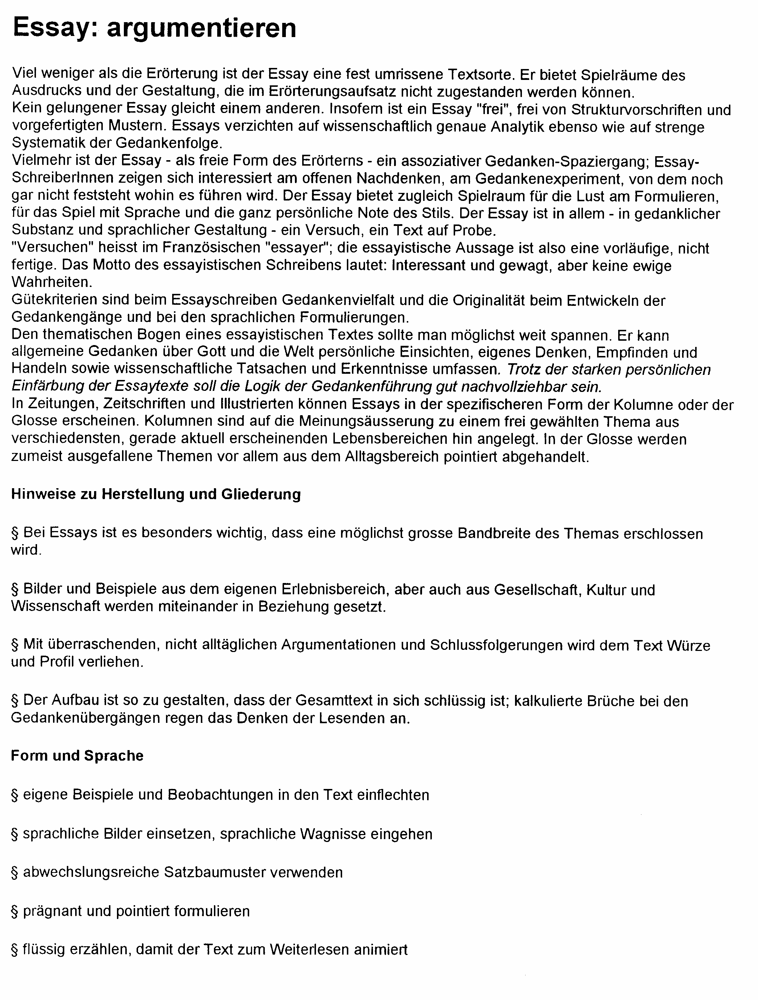 Essay: argumentieren
Viel weniger als die Erörterung ist der Essay eine fest umrissene Textsorte. Er bietet Spielräume des
Ausdrucks und der Gestaltung, die im Erörterungsaufsatz nicht zugestanden werden können.
Kein gelungener Essay gleicht einem anderen. Insofern ist ein Essay "frei", frei von Strukturvorschriften und
vorgefertigten Mustern. Essays verzichten auf wissenschaftlich genaue Analytik ebenso wie auf strenge
Systematik der Gedankenfolge.
Vielmehr ist der Essay - als freie Form des Erörterns - ein assoziativer Gedanken-Spaziergang; Essay-
SchreiberInnen zeigen sich interessiert am offenen Nachdenken, am Gedankenexperiment, von dem noch
gar nicht feststeht wohin es führen wird. Der Essay bietet zugleich Spielraum für die Lust am Formulieren,
für das Spiel mit Sprache und die ganz persönliche Note des Stils. Der Essay ist in allem - in gedanklicher
Substanz und sprachlicher Gestaltung - ein Versuch, ein Text auf Probe.
"Versuchen" heisst im Französischen "essayer"; die essayistische Aussage ist also eine vorläufige, nicht
fertige. Das Motto des essayistischen Schreibens lautet: Interessant und gewagt, aber keine ewige
Wahrheiten.
Gütekriterien sind beim Essayschreiben Gedankenvielfalt und die Originalität beim Entwickeln der
Gedankengänge und bei den sprachlichen Formulierungen.
Den thematischen Bogen eines essayistischen Textes sollte man möglichst weit spannen. Er kann
allgemeine Gedanken über Gott und die Welt persönliche Einsichten, eigenes Denken, Empfinden und
Handeln sowie wissenschaftliche Tatsachen und Erkenntnisse umfassen. Trotz der starken persönlichen
Einfärbung der Essaytexte soll die Logik der Gedankenführung gut nachvollziehbar sein.
In Zeitungen, Zeitschriften und Illustrierten können Essays in der spezifischeren Form der Kolumne oder der
Glosse erscheinen. Kolumnen sind auf die Meinungsäusserung zu einem frei gewählten Thema aus
verschiedensten, gerade aktuell erscheinenden Lebensbereichen hin angelegt. In der Glosse werden
zumeist ausgefallene Themen vor allem aus dem Alltagsbereich pointiert abgehandelt.
Hinweise zu Herstellung und Gliederung
§ Bei Essays ist es besonders wichtig, dass eine möglichst grosse Bandbreite des Themas erschlossen
wird.
§ Bilder und Beispiele aus dem eigenen Erlebnisbereich, aber auch aus Gesellschaft, Kultur und
Wissenschaft werden miteinander in Beziehung gesetzt.
§ Mit überraschenden, nicht alltäglichen Argumentationen und Schlussfolgerungen wird dem Text Würze
und Profil verliehen.
§ Der Aufbau ist so zu gestalten, dass der Gesamttext in sich schlüssig ist; kalkulierte Brüche bei den
Gedankenübergängen regen das Denken der Lesenden an.
Form und Sprache
§ eigene Beispiele und Beobachtungen in den Text einflechten
§ sprachliche Bilder einsetzen, sprachliche Wagnisse eingehen
§ abwechslungsreiche Satzbaumuster verwenden
§ prägnant und pointiert formulieren
§ flüssig erzählen, damit der Text zum Weiterlesen animiert